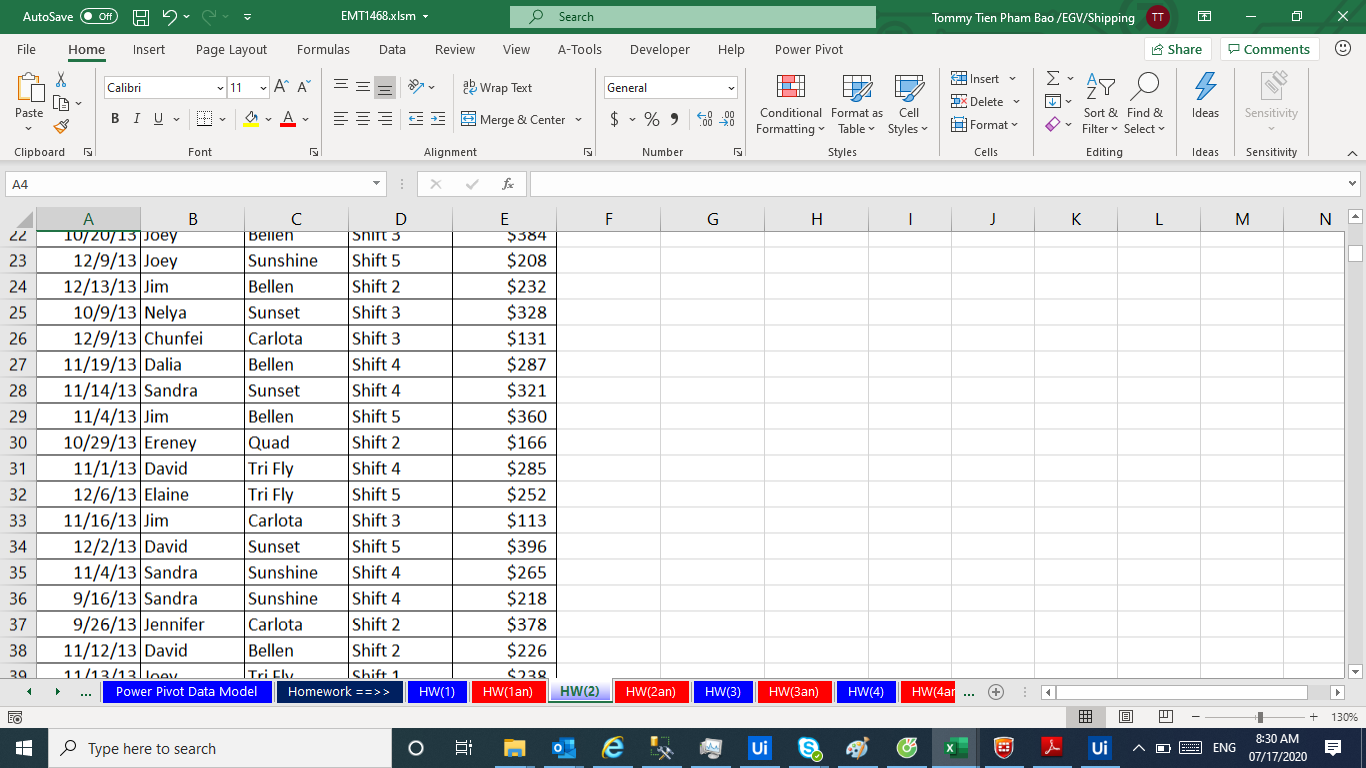 AutoSave Off EMT1468.xlsm Search Tommy Tien Pham Bao /EGV/Shipping TT
File Home Insert Page Layout Formulas Data Review View A-Tools Developer Help Power Pivot Share Comments
Paste
Calibri 11 A A
B I U A
ab Wrap Text
Merge & Center
General
$ % ,
Conditional Formatting
Format as Table
Cell Styles
Insert
Delete
Format
Sort & Filter
Find & Select
Ideas
Sensitivity
Clipboard Font Alignment Number Styles Cells Editing Ideas Sensitivity
A4 fx
A B C D E F G H I J K L M N
22 10/20/13 Joey Bellen Shift 3 $384
23 12/9/13 Joey Sunshine Shift 5 $208
24 12/13/13 Jim Bellen Shift 2 $232
25 10/9/13 Nelya Sunset Shift 3 $328
26 12/9/13 Chunfei Carlota Shift 3 $131
27 11/19/13 Dalia Bellen Shift 4 $287
28 11/14/13 Sandra Sunset Shift 4 $321
29 11/4/13 Jim Bellen Shift 5 $360
30 10/29/13 Ereney Quad Shift 2 $166
31 11/1/13 David Tri Fly Shift 4 $285
32 12/6/13 Elaine Tri Fly Shift 5 $252
33 11/16/13 Jim Carlota Shift 3 $113
34 12/2/13 David Sunset Shift 5 $396
35 11/4/13 Sandra Sunshine Shift 4 $265
36 9/16/13 Sandra Sunshine Shift 4 $218
37 9/26/13 Jennifer Carlota Shift 2 $378
38 11/12/13 David Bellen Shift 2 $226
39 11/13/13 Joey Tri Fly Shift 1 $238
... Power Pivot Data Model Homework ==>> HW(1) HW(1an) HW(2) HW(2an) HW(3) HW(3an) HW(4) HW(4an ...
130%
Type here to search Ui Ui ENG 8:30 AM
07/17/2020